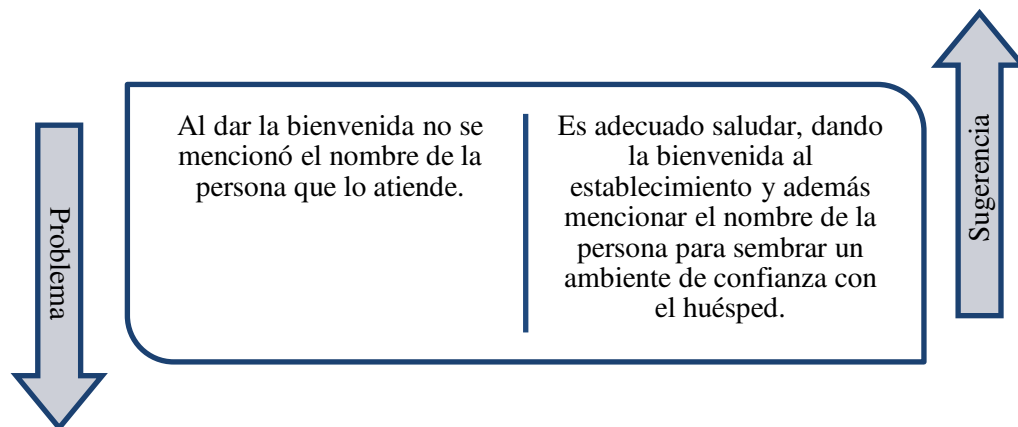 Problema
Al dar la bienvenida no se
mencionó el nombre de la
persona que lo atiende.
Es adecuado saludar, dando
la bienvenida al
establecimiento y además
mencionar el nombre de la
persona para sembrar un
ambiente de confianza con
el huésped.
Sugerencia